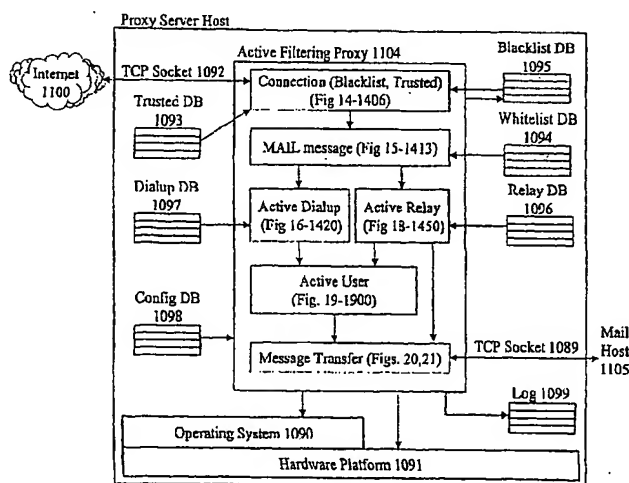 Proxy Server Host
Active Filtering Proxy 1104
Blacklist DB
1095
Internet
1100
TCP Socket 1092
Connection (Blacklist, Trusted)
(Fig 14-1406)
Trusted DB
1093
Whitelist DB
1094
MAIL message (Fig 15-1413)
Dialup DB
1097
Active Dialup
(Fig 16-1420)
Active Relay
(Fig 18-1450)
Relay DB
1096
Active User
(Fig. 19-1900)
Config DB
1098
Message Transfer (Figs. 20,21)
TCP Socket 1089
Mail
Host
1105
Log 1099
Operating System 1090
Hardware Platform 1091